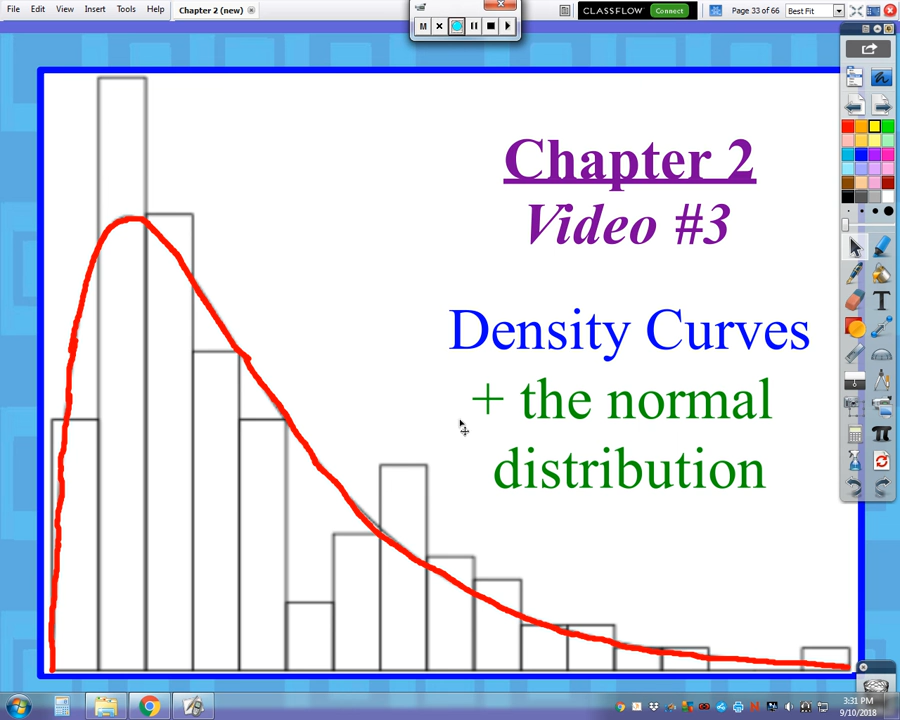 File Edit View Insert Tools Help
Chapter 2 (new)
CLASSFLOW Connect
Page 33 of 66
Best Fit
M
Chapter 2
Video #3
Density Curves
+ the normal
distribution
T
3:31 PM
9/10/2018